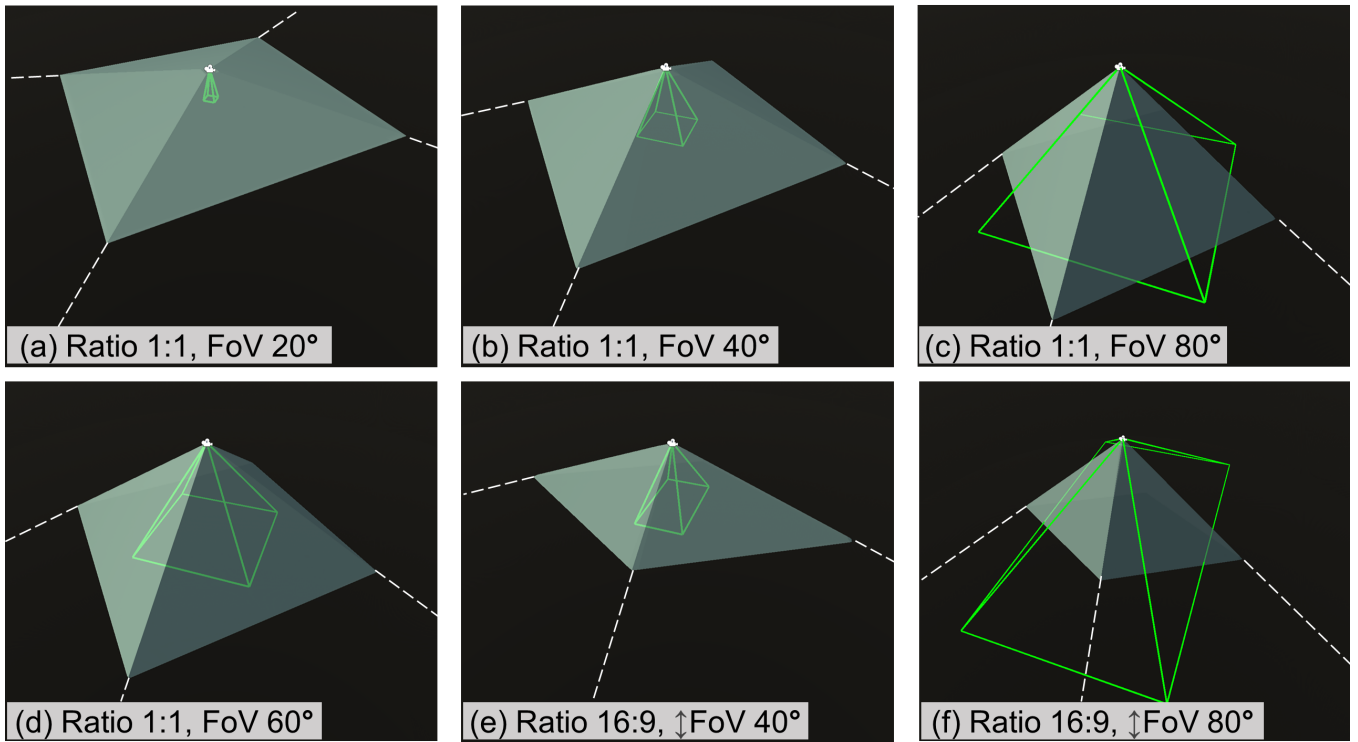 (a) Ratio 1:1, FoV 20°
(b) Ratio 1:1, FoV 40°
(c) Ratio 1:1, FoV 80°
(d) Ratio 1:1, FoV 60°
(e) Ratio 16:9, ↕FoV 40°
(f) Ratio 16:9, ↕FoV 80°